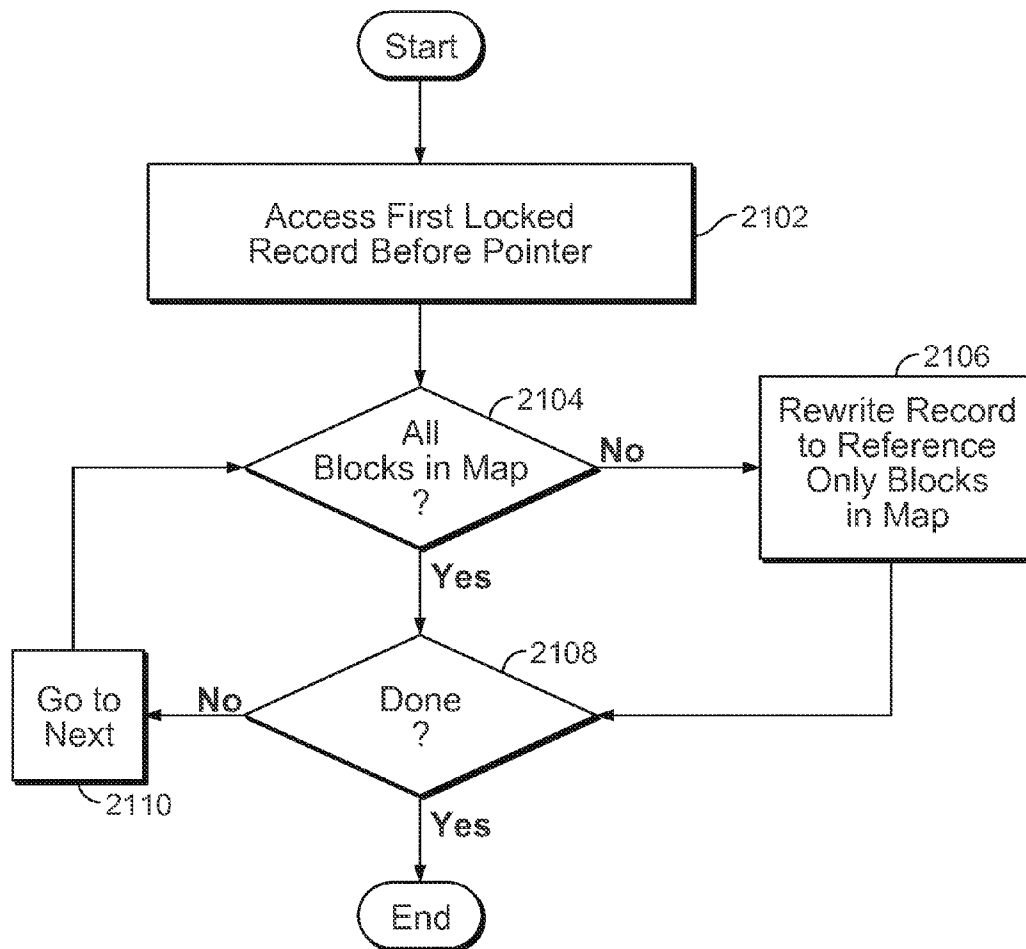 Start
Access First Locked
Record Before Pointer
2102
2104
All
Blocks in Map
?
No
Yes
2106
Rewrite Record
to Reference
Only Blocks
in Map
2108
Done
?
No
Go to
Next
2110
Yes
End